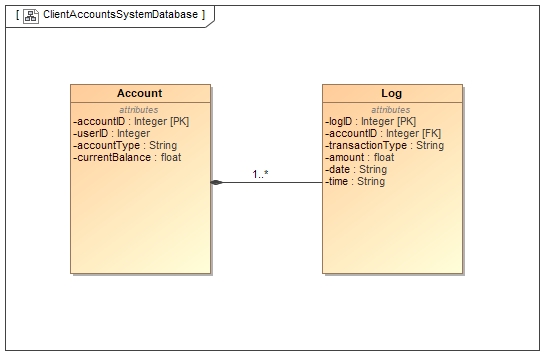 [ ClientAccountsSystemDatabase ]
Account
attributes
-accountID : Integer [PK]
-userID : Integer
-accountType : String
-currentBalance : float
1..*
Log
attributes
-logID : Integer [PK]
-accountID : Integer [FK]
-transactionType : String
-amount : float
-date : String
-time : String